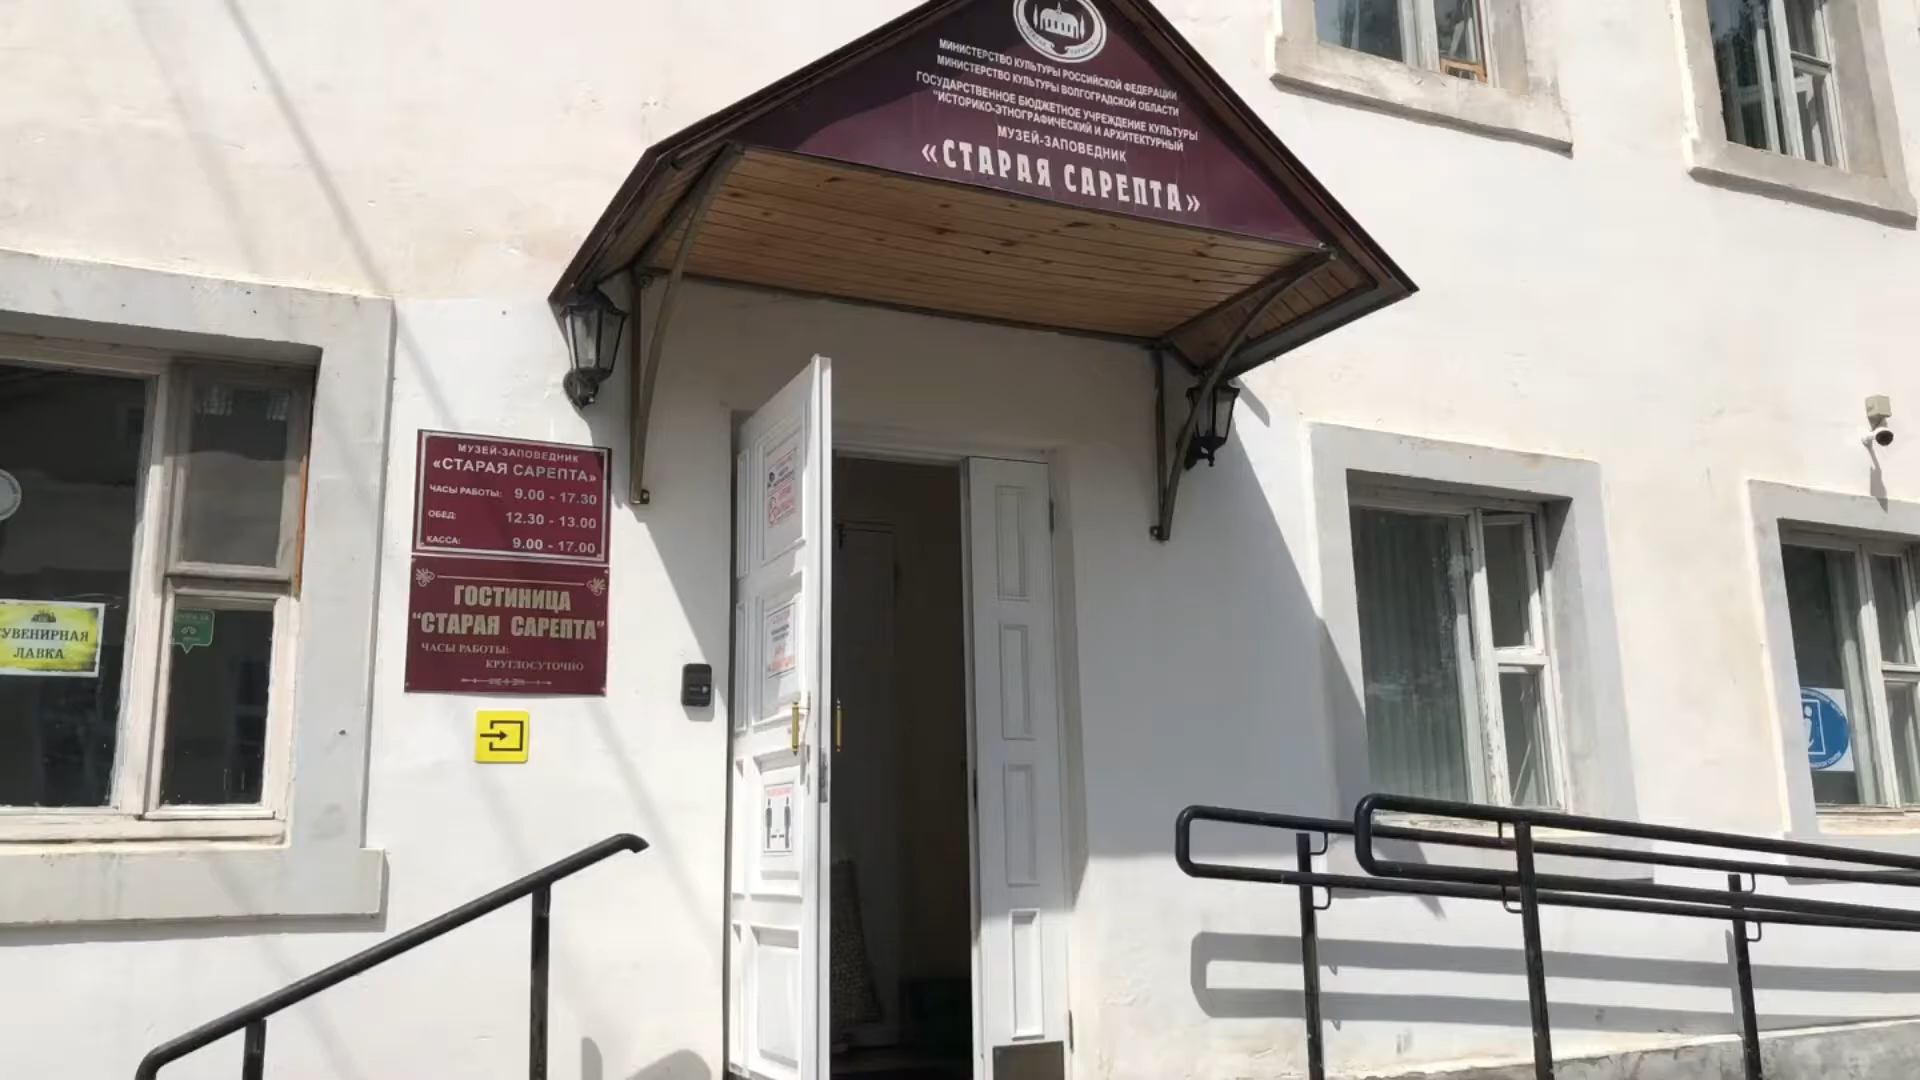 МИНИСТЕРСТВО КУЛЬТУРЫ РОССИЙСКОЙ ФЕДЕРАЦИИ
МИНИСТЕРСТВО КУЛЬТУРЫ ВОЛГОГРАДСКОЙ ОБЛАСТИ
ГОСУДАРСТВЕННОЕ БЮДЖЕТНОЕ УЧРЕЖДЕНИЕ КУЛЬТУРЫ
"ИСТОРИКО-ЭТНОГРАФИЧЕСКИЙ И АРХИТЕКТУРНЫЙ
МУЗЕЙ-ЗАПОВЕДНИК
«СТАРАЯ САРЕПТА»
МУЗЕЙ-ЗАПОВЕДНИК
«СТАРАЯ САРЕПТА»
ЧАСЫ РАБОТЫ: 9.00 - 17.30
ОБЕД: 12.30 - 13.00
КАССА: 9.00 - 17.00
ГОСТИНИЦА
"СТАРАЯ САРЕПТА"
ЧАСЫ РАБОТЫ:
КРУГЛОСУТОЧНО
УВЕНИРНАЯ
ЛАВКА